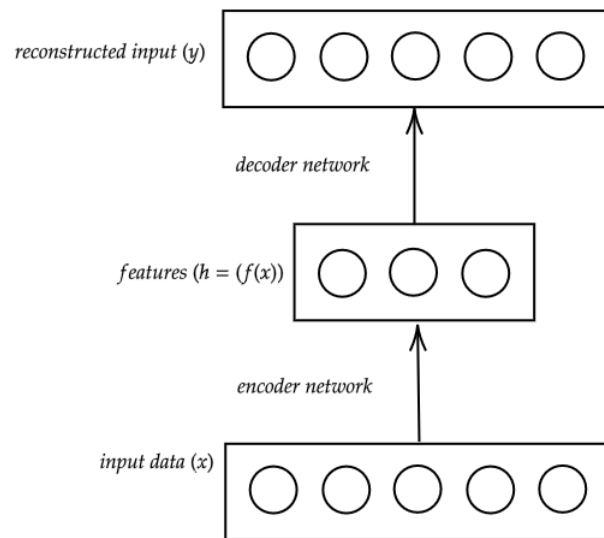 reconstructed input (y)
decoder network
features (h = (f(x))
encoder network
input data (x)